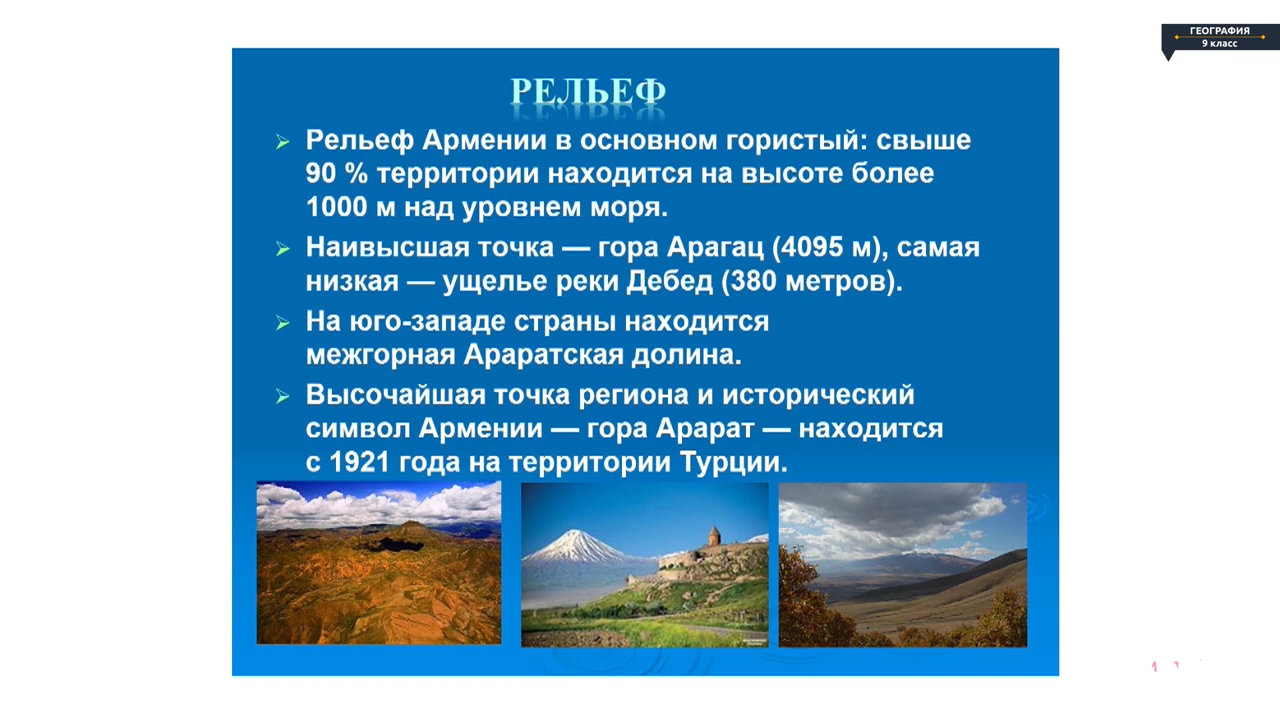 ГЕОГРАФИЯ
9 класс
РЕЛЬЕФ
Рельеф Армении в основном гористый: свыше
90 % территории находится на высоте более
1000 м над уровнем моря.
Наивысшая точка — гора Арагац (4095 м), самая
низкая — ущелье реки Дебед (380 метров).
На юго-западе страны находится
межгорная Араратская долина.
Высочайшая точка региона и исторический
символ Армении — гора Арарат — находится
с 1921 года на территории Турции.